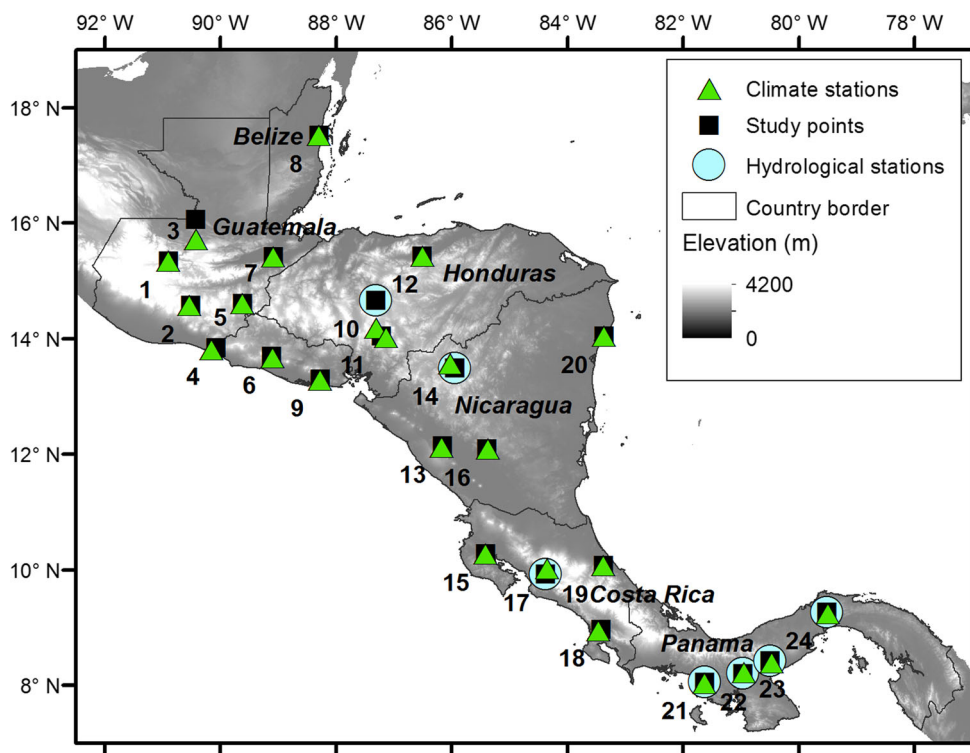 92° W 90° W 88° W 86° W 84° W 82° W 80° W 78° W
18° N
16° N
14° N
12° N
10° N
8° N
Climate stations
Study points
Hydrological stations
Country border
Elevation (m)
4200
0
Belize
8
3
Guatemala
7
1
12
Honduras
2
5
10
4
6
11
20
9
14
Nicaragua
13
16
15
17
19
Costa Rica
18
Panama
24
21
22
23